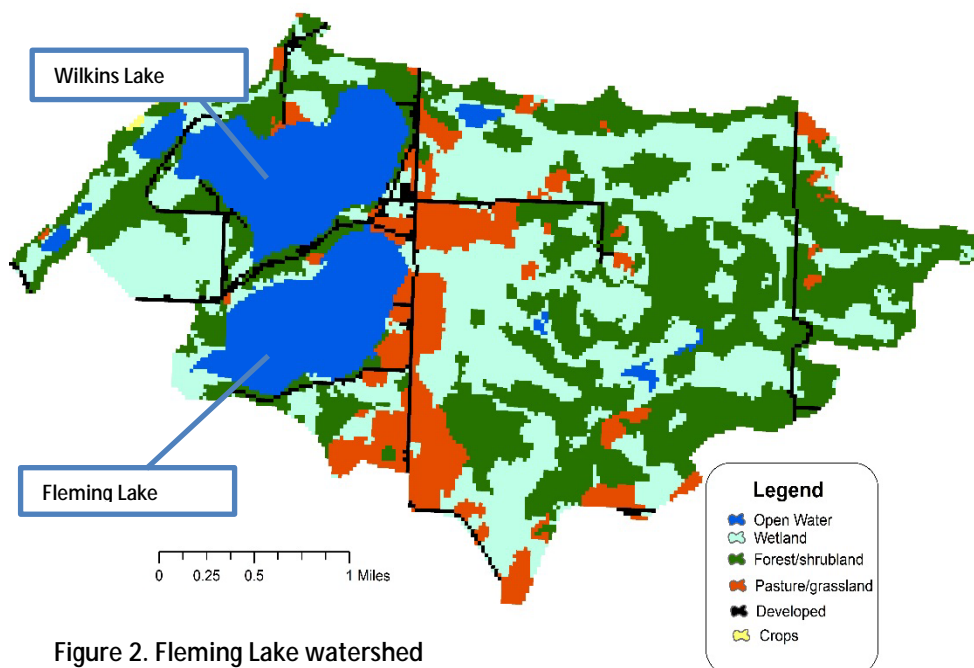 Wilkins Lake
Fleming Lake
0 0.25 0.5 1 Miles
Legend
Open Water
Wetland
Forest/shrubland
Pasture/grassland
Developed
Crops
Figure 2. Fleming Lake watershed